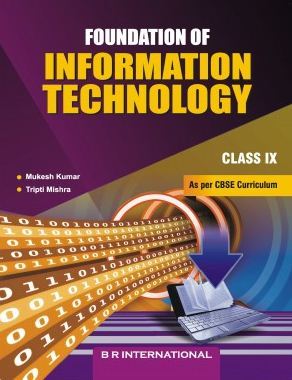 FOUNDATION OF
INFORMATION
TECHNOLOGY
CLASS IX
Mukesh Kumar
Tripti Mishra
As per CBSE Curriculum
B R INTERNATIONAL